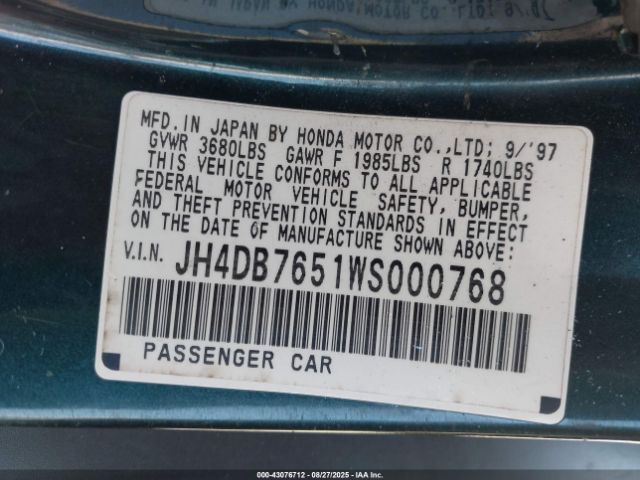 MFD. IN JAPAN BY HONDA MOTOR CO.,LTD; 9/'97
GVWR 3680LBS GAWR F 1985LBS R 1740LBS
THIS VEHICLE CONFORMS TO ALL APPLICABLE
FEDERAL MOTOR VEHICLE SAFETY, BUMPER,
AND THEFT PREVENTION STANDARDS IN EFFECT
ON THE DATE OF MANUFACTURE SHOWN ABOVE:
V.I.N. JH4DB7651WS000768
PASSENGER CAR
000-43076712 - 08/27/2025 - IAAI.com